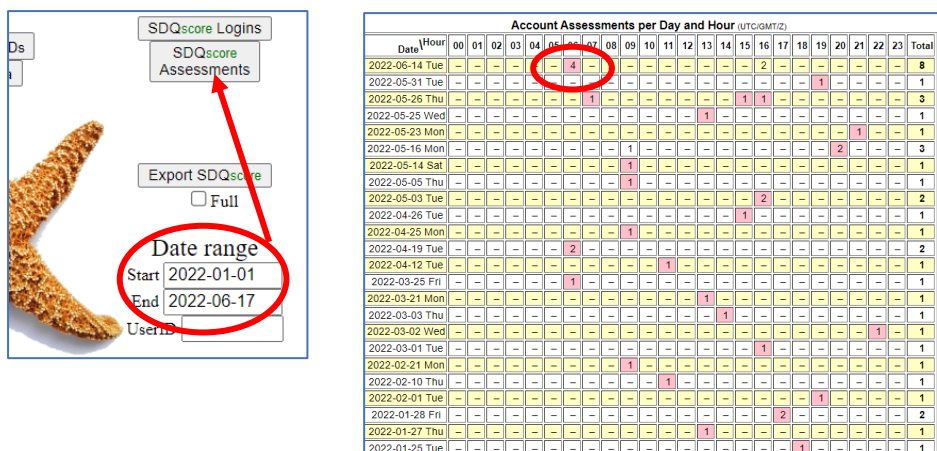 Ds
a
SDQscore Logins
SDQscore
Assessments
Export SDQscore
Full
Date range
Start 2022-01-01
End 2022-06-17
UserID
Account Assessments per Day and Hour (UTC/GMT/Z)
Date\Hour 00 01 02 03 04 05 06 07 08 09 10 11 12 13 14 15 16 17 18 19 20 21 22 23 Total
2022-06-14 Tue – – – – – – 4 – – – – – – – – – 2 – – – – – – – 8
2022-05-31 Tue – – – – – – – – – – – – – – – – – – – 1 – – – – 1
2022-05-26 Thu – – – – – – – 1 – – – – – – – 1 1 – – – – – – – 3
2022-05-25 Wed – – – – – – – – – – – – – 1 – – – – – – – – – – 1
2022-05-23 Mon – – – – – – – – – – – – – – – – – – – – – 1 – – 1
2022-05-16 Mon – – – – – – – – – 1 – – – – – – – – – – 2 – – – 3
2022-05-14 Sat – – – – – – – – – 1 – – – – – – – – – – – – – – 1
2022-05-05 Thu – – – – – – – – – 1 – – – – – – – – – – – – – – 1
2022-05-03 Tue – – – – – – – – – – – – – – – – 2 – – – – – – – 2
2022-04-26 Tue – – – – – – – – – – – – – – – 1 – – – – – – – – 1
2022-04-25 Mon – – – – – – – – – 1 – – – – – – – – – – – – – – 1
2022-04-19 Tue – – – – – – 2 – – – – – – – – – – – – – – – – – 2
2022-04-12 Tue – – – – – – – – – – – 1 – – – – – – – – – – – – 1
2022-03-25 Fri – – – – – – 1 – – – – – – – – – – – – – – – – – 1
2022-03-21 Mon – – – – – – – – – – – – – 1 – – – – – – – – – – 1
2022-03-03 Thu – – – – – – – – – – – – – – 1 – – – – – – – – – 1
2022-03-02 Wed – – – – – – – – – – – – – – – – – – – – – – 1 – 1
2022-03-01 Tue – – – – – – – – – – – – – – – – 1 – – – – – – – 1
2022-02-21 Mon – – – – – – – – – 1 – – – – – – – – – – – – – – 1
2022-02-10 Thu – – – – – – – – – – – 1 – – – – – – – – – – – – 1
2022-02-01 Tue – – – – – – – – – – – – – – – – – – – 1 – – – – 1
2022-01-28 Fri – – – – – – – – – – – – – – – – – 2 – – – – – – 2
2022-01-27 Thu – – – – – – – – – – – – – 1 – – – – – – – – – – 1
2022-01-25 Tue – – – – – – – – – – – – – – – – – – 1 – – – – – 1